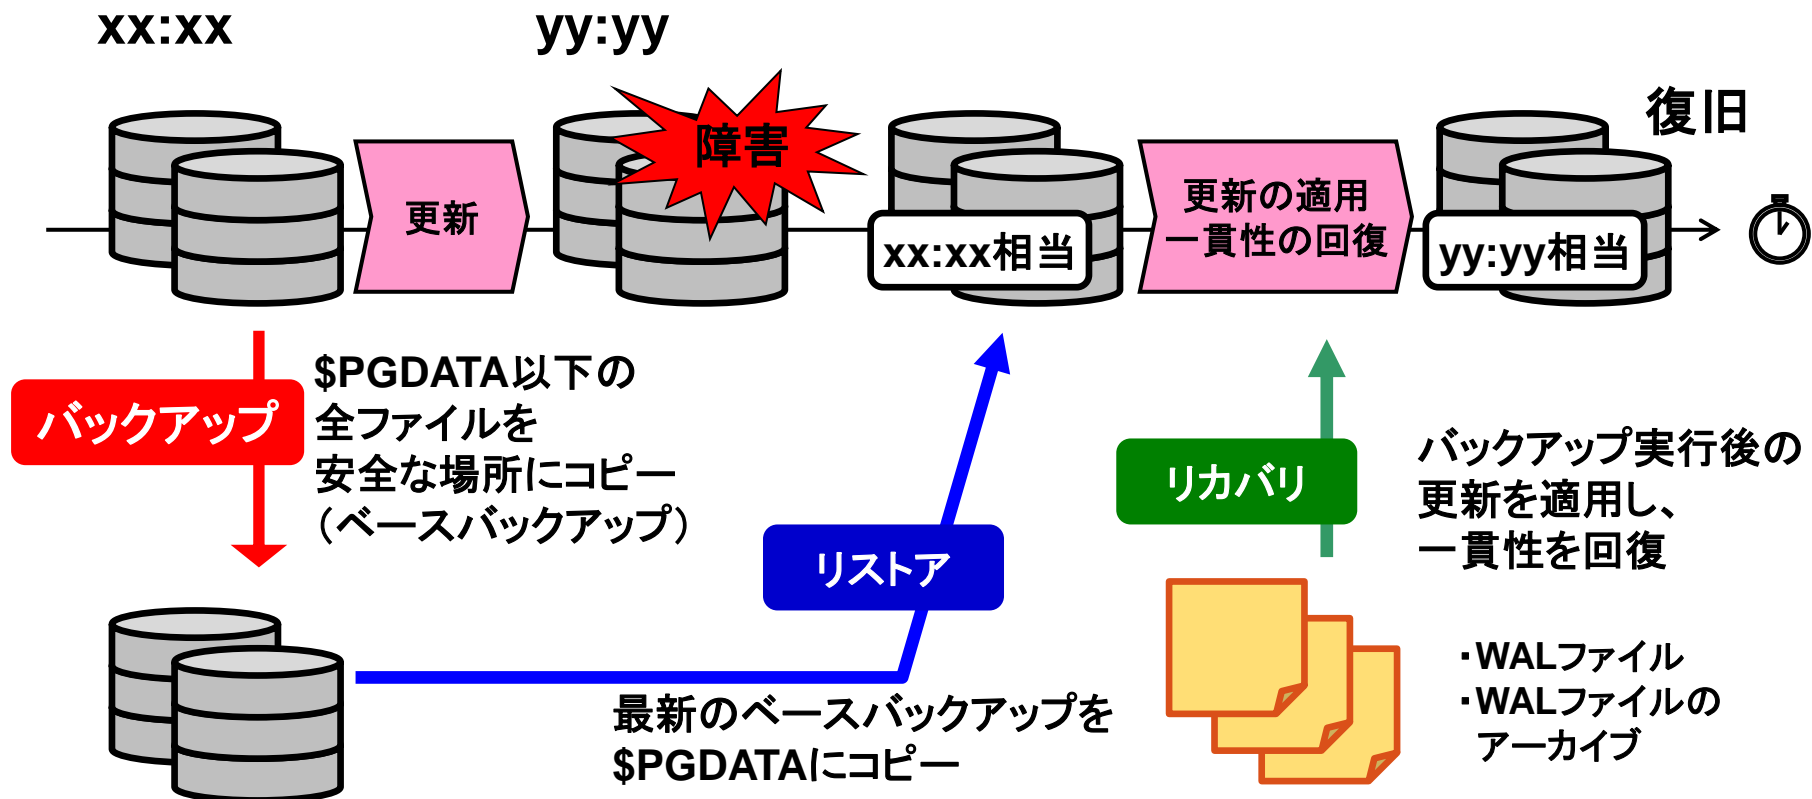 xx:xx
yy:yy
障害
復旧
更新
更新の適用
一貫性の回復
xx:xx相当
yy:yy相当
バックアップ
$PGDATA以下の
全ファイルを
安全な場所にコピー
（ベースバックアップ）
リストア
最新のベースバックアップを
$PGDATAにコピー
リカバリ
バックアップ実行後の
更新を適用し、
一貫性を回復
・WALファイル
・WALファイルの
アーカイブ